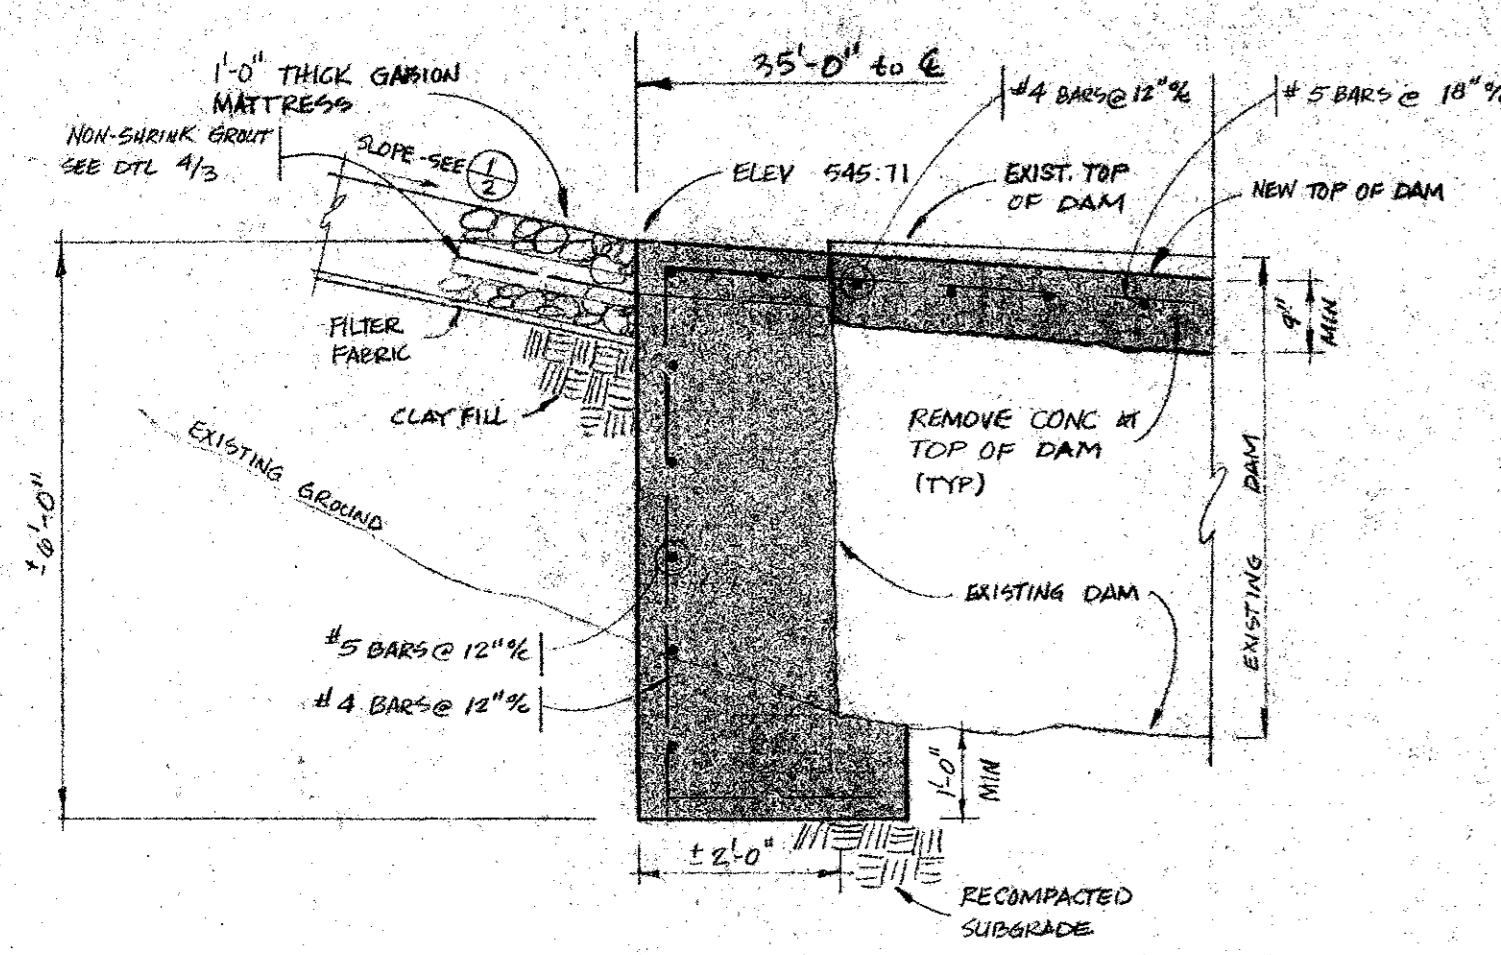 1'-0" THICK GABION
MATTRESS
NON-SHRINK GROUT
SEE DTL 4/3
SLOPE-SEE 1/2
35'-0" to ℄
#4 BARS @ 12" o/c
#5 BARS @ 18" o/c
ELEV 545.71
EXIST. TOP
OF DAM
NEW TOP OF DAM
FILTER
FABRIC
CLAY FILL
EXISTING GROUND
±6'-0"
9"
MIN
REMOVE CONC AT
TOP OF DAM
(TYP.)
EXISTING DAM
EXISTING DAM
#5 BARS @ 12" o/c
#4 BARS @ 12" o/c
1'-0"
MIN
±2'-0"
RECOMPACTED
SUBGRADE